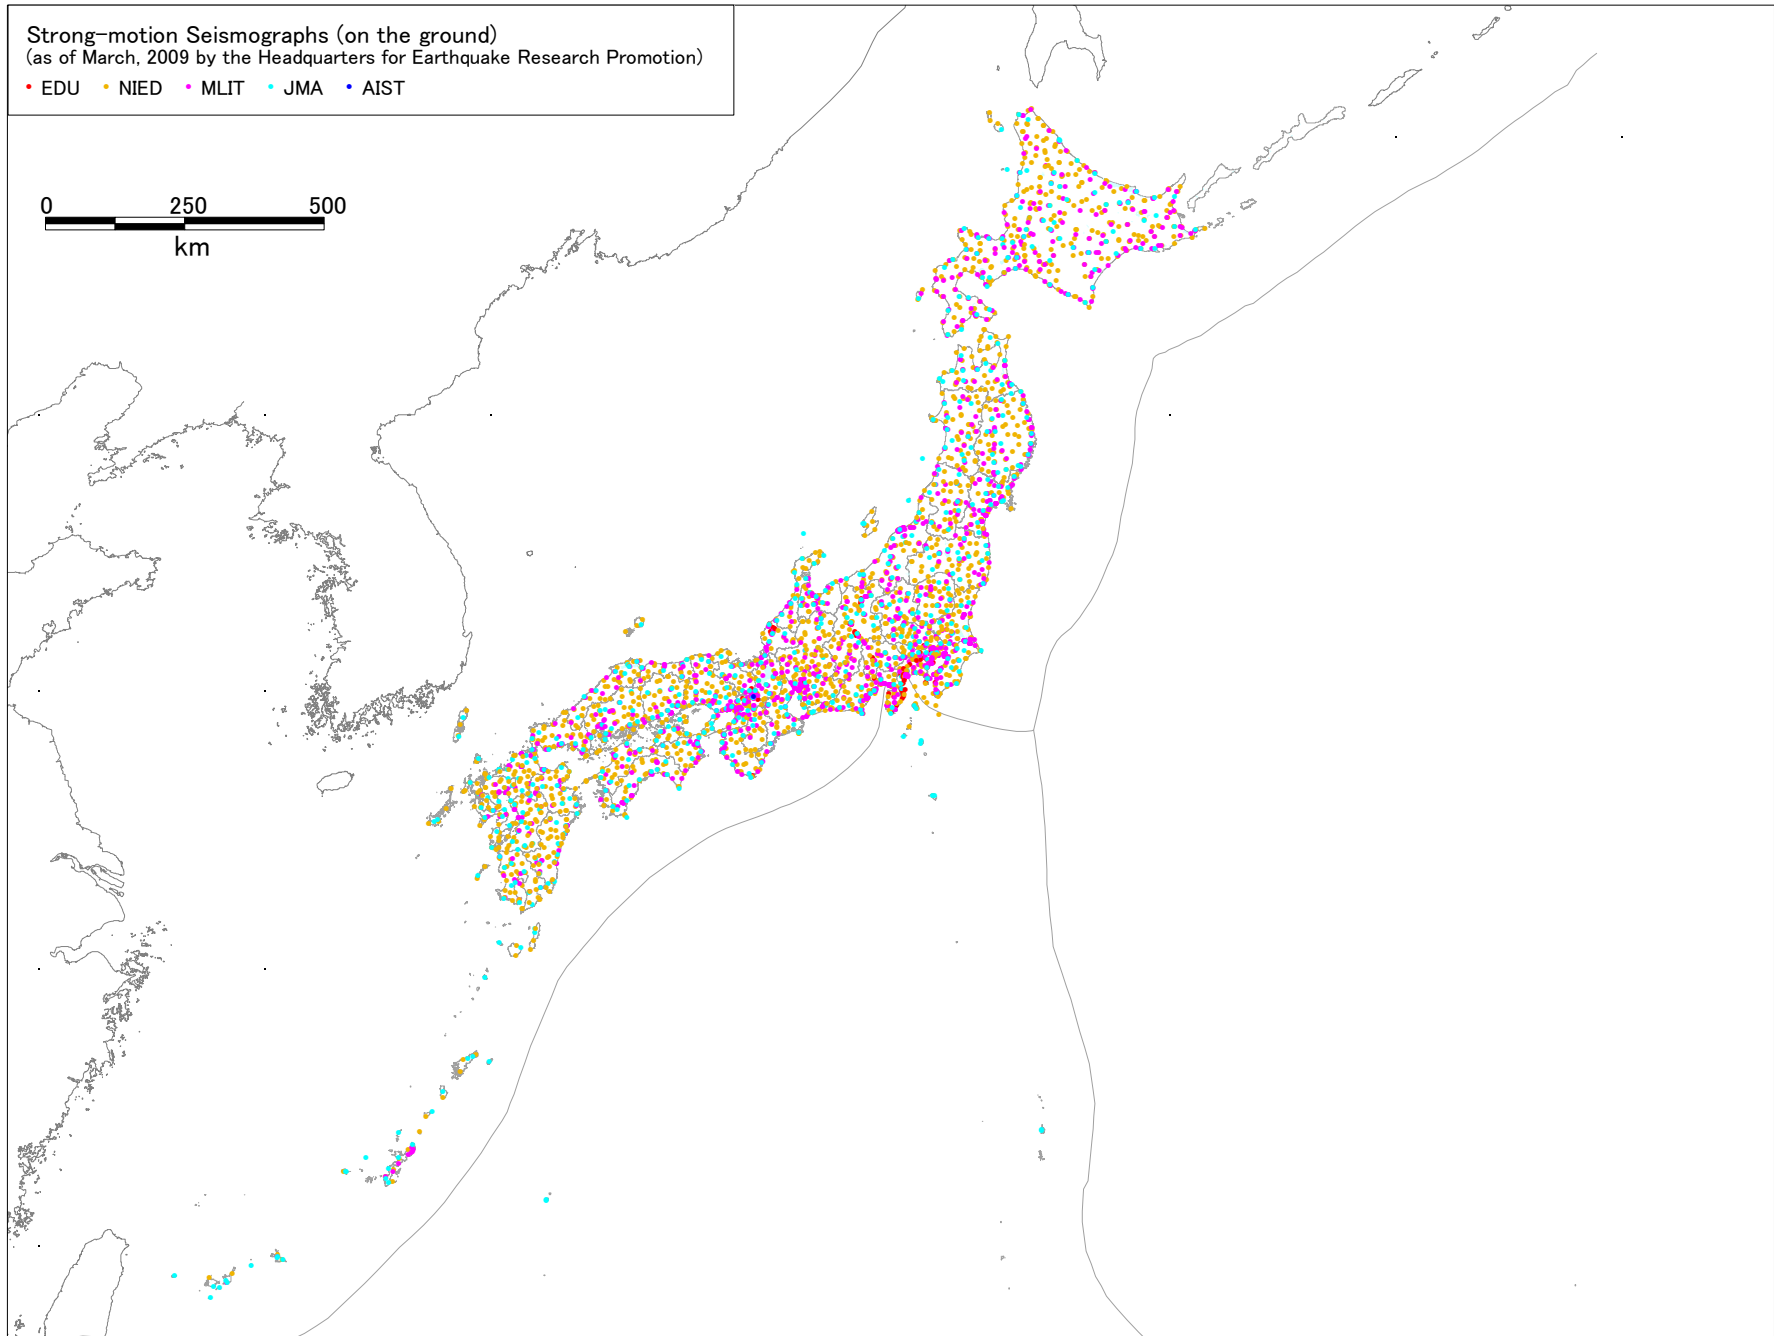 Strong-motion Seismographs (on the ground)
(as of March, 2009 by the Headquarters for Earthquake Research Promotion)
EDU NIED MLIT JMA AIST
0 250 500
km